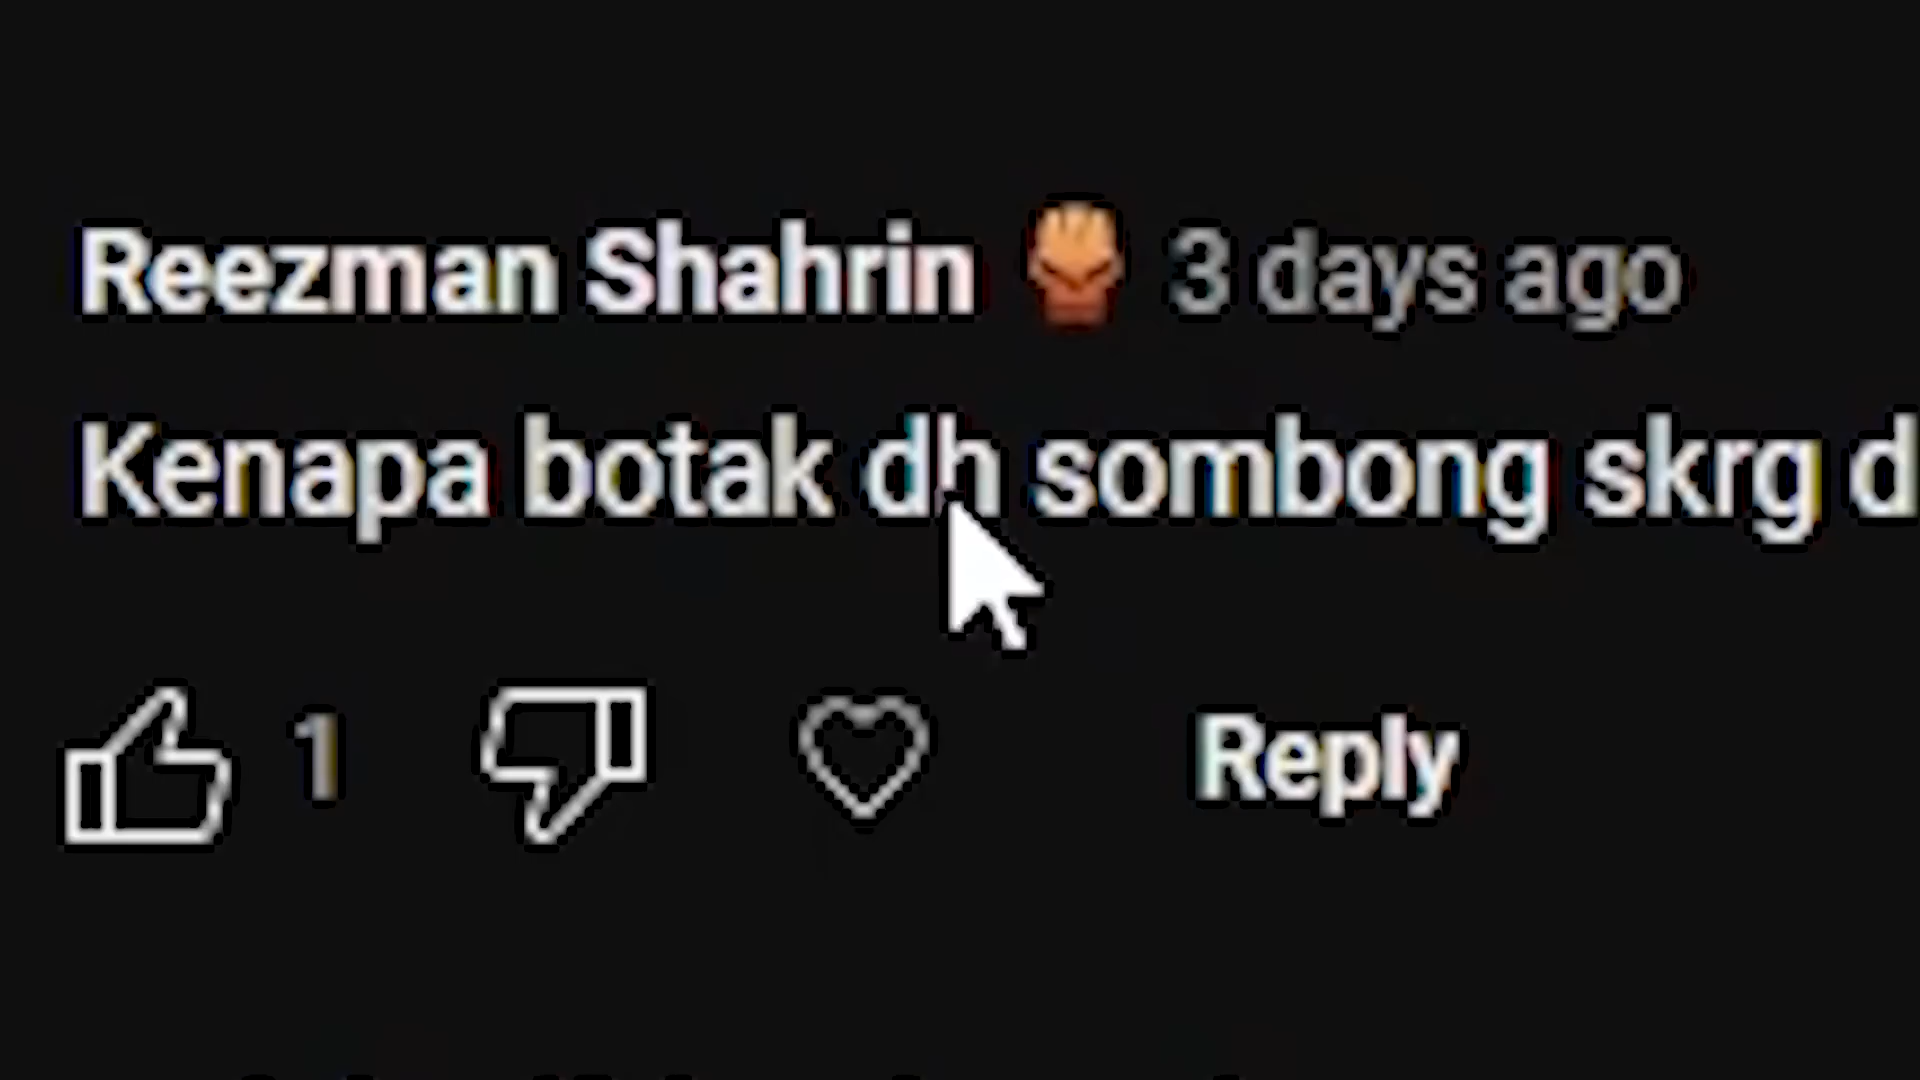 Reezman Shahrin 3 days ago
Kenapa botak dh sombong skrg
1
Reply